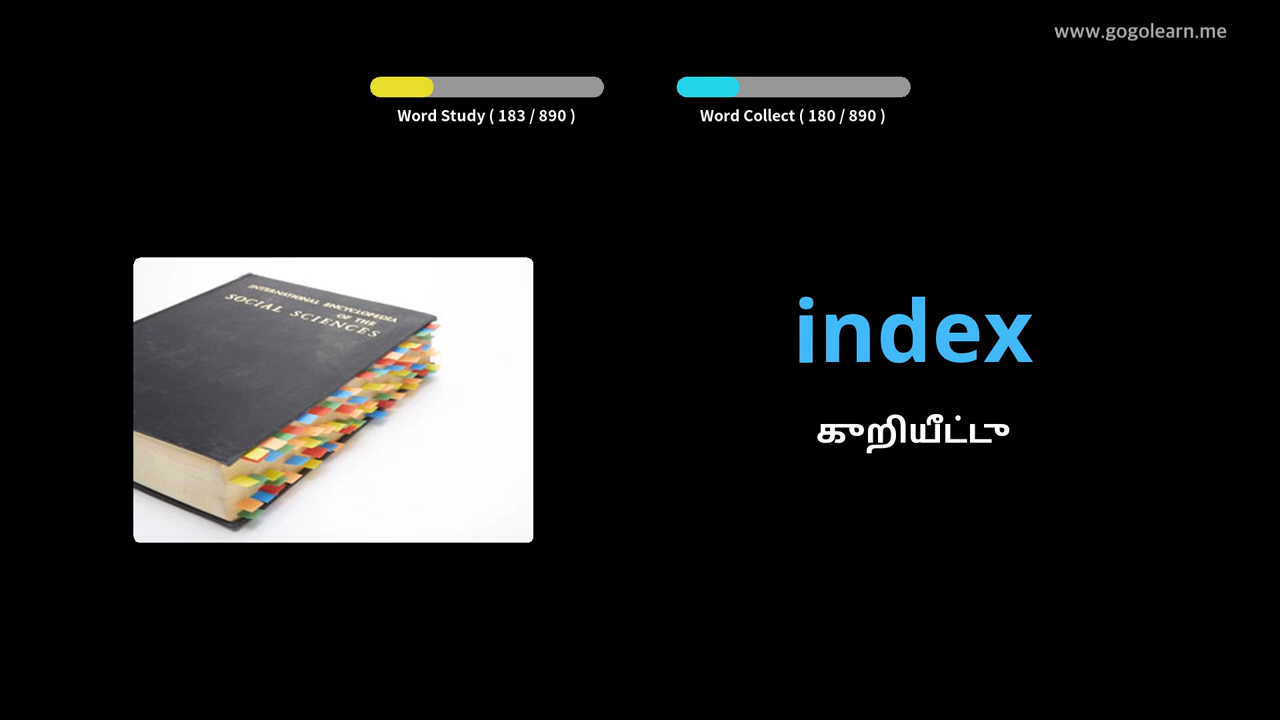 www.gogolearn.me
Word Study ( 183 / 890 )
Word Collect ( 180 / 890 )
INTERNATIONAL ENCYCLOPEDIA
OF THE
SOCIAL SCIENCES
index
குறியீட்டு